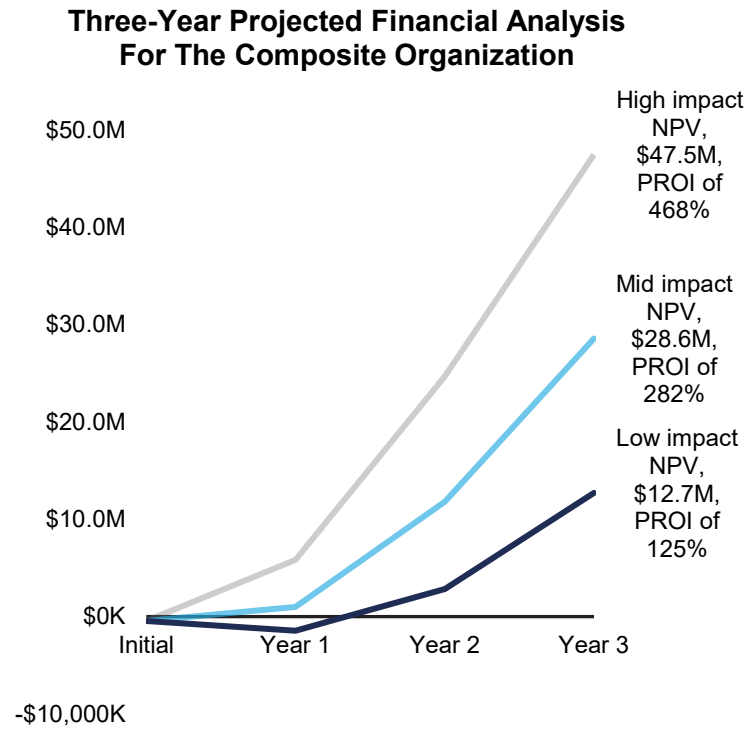 Three-Year Projected Financial Analysis
For The Composite Organization
High impact
NPV,
$47.5M,
PROI of
468%
Mid impact
NPV,
$28.6M,
PROI of
282%
Low impact
NPV,
$12.7M,
PROI of
125%
$50.0M
$40.0M
$30.0M
$20.0M
$10.0M
$0K
-$10,000K
Initial
Year 1
Year 2
Year 3